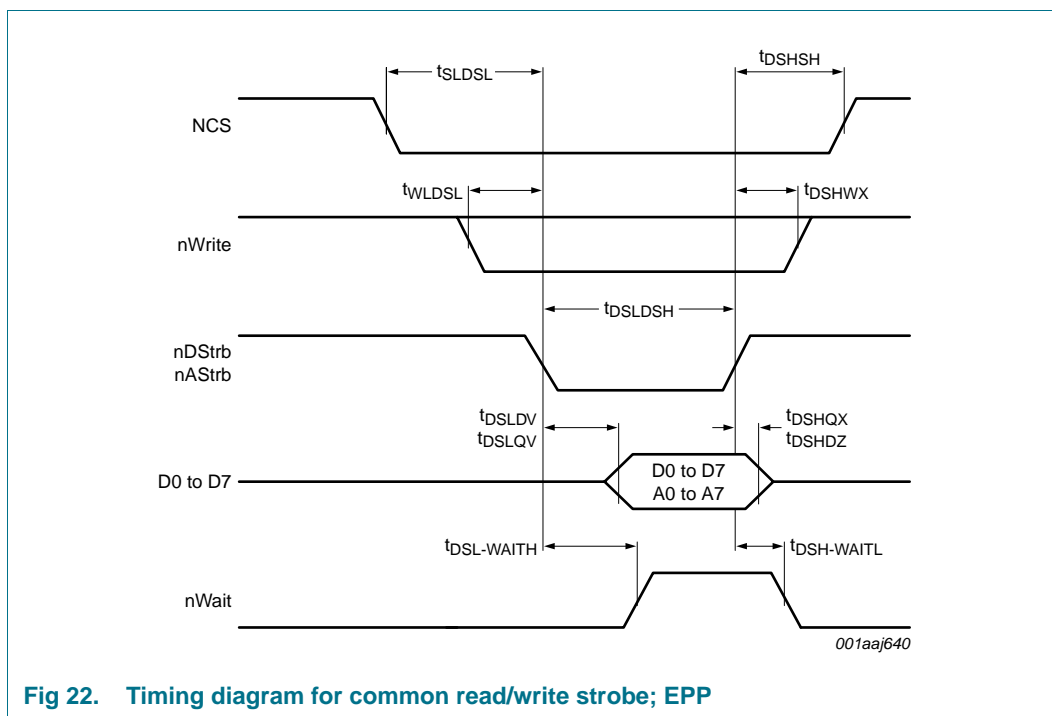 tSLDSL
tDSHSH
NCS
tWLDSL
tDSHWX
nWrite
tDSLDSH
nDStrb
nAStrb
tDSLDV
tDSLQV
tDSHQX
tDSHDZ
D0 to D7
D0 to D7
A0 to A7
tDSL-WAITH
tDSH-WAITL
nWait
001aaj640
Fig 22. Timing diagram for common read/write strobe; EPP